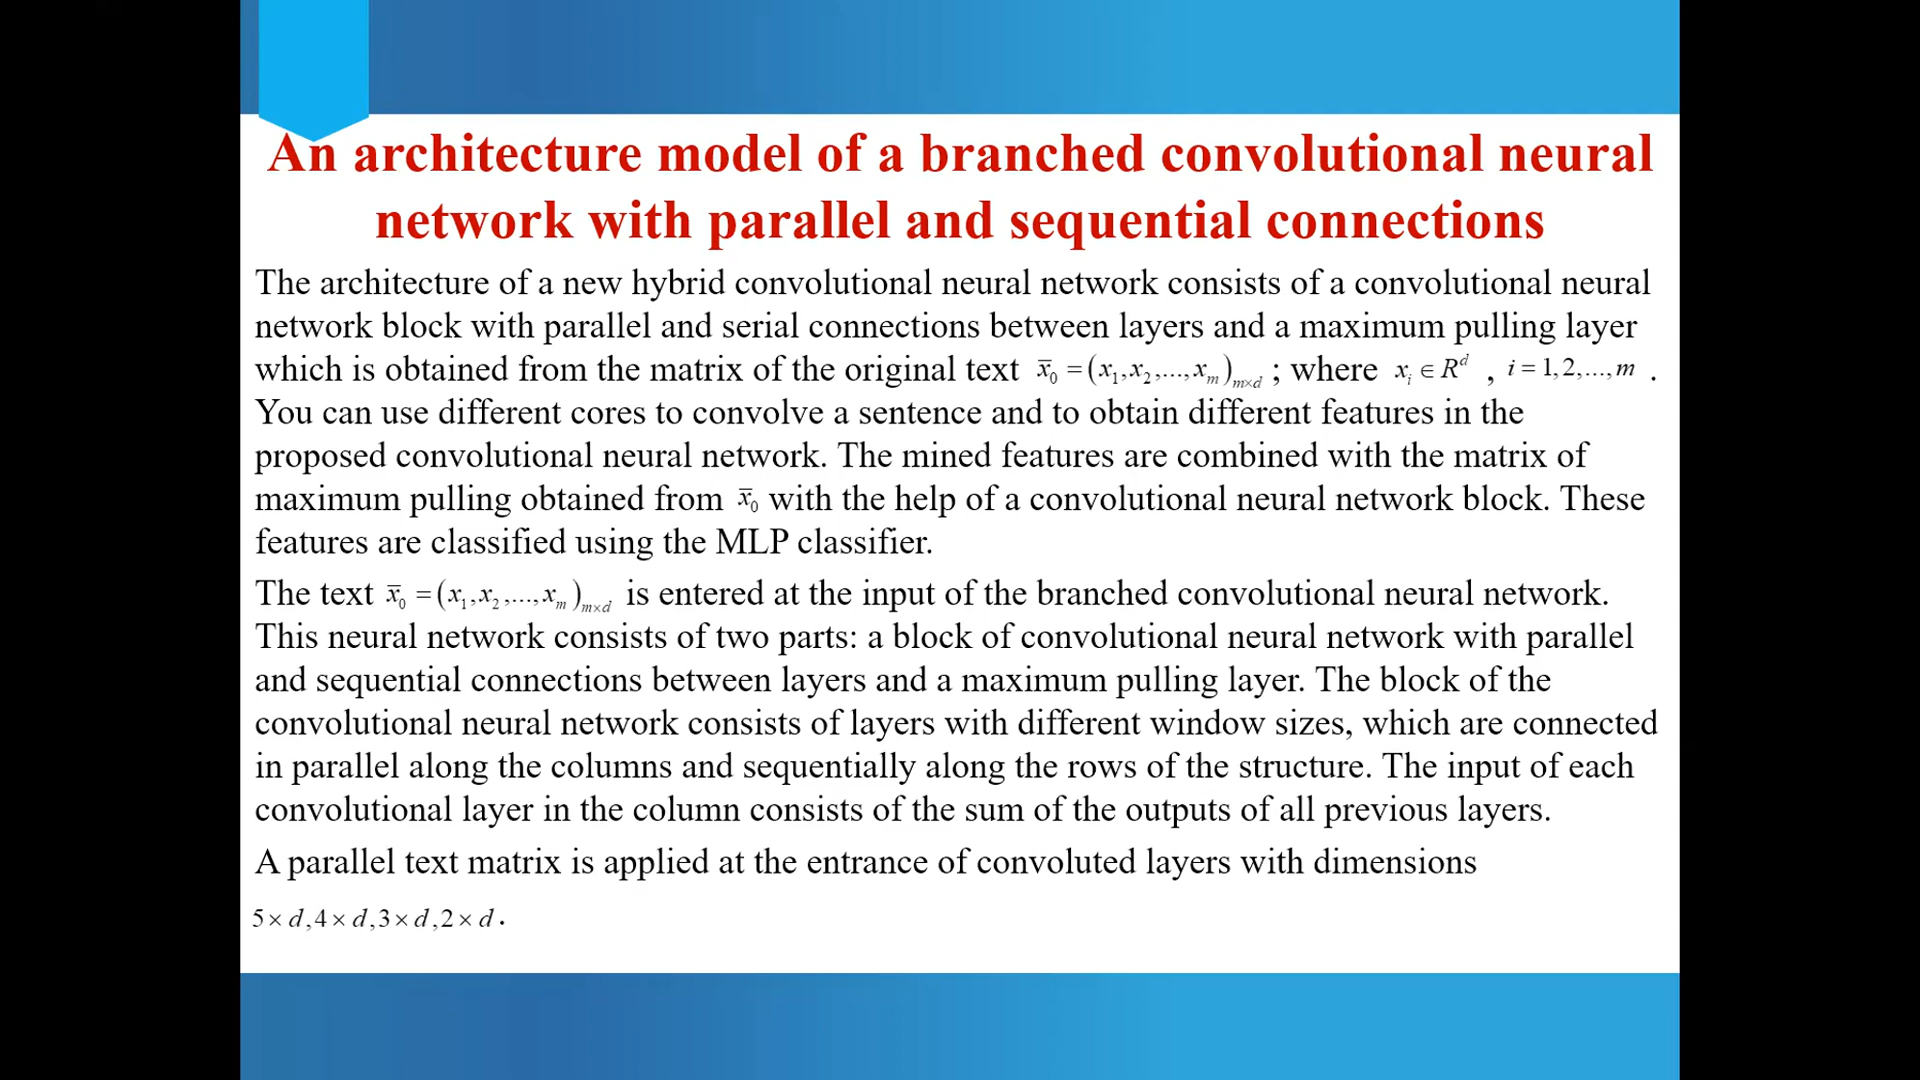 An architecture model of a branched convolutional neural
network with parallel and sequential connections
The architecture of a new hybrid convolutional neural network consists of a convolutional neural
network block with parallel and serial connections between layers and a maximum pulling layer
which is obtained from the matrix of the original text x̅₀ = (x₁, x₂, ..., xₘ)ₘ×d ; where xᵢ ∈ Rᵈ , i = 1, 2, ..., m .
You can use different cores to convolve a sentence and to obtain different features in the
proposed convolutional neural network. The mined features are combined with the matrix of
maximum pulling obtained from x̅₀ with the help of a convolutional neural network block. These
features are classified using the MLP classifier.
The text x̅₀ = (x₁, x₂, ..., xₘ)ₘ×d is entered at the input of the branched convolutional neural network.
This neural network consists of two parts: a block of convolutional neural network with parallel
and sequential connections between layers and a maximum pulling layer. The block of the
convolutional neural network consists of layers with different window sizes, which are connected
in parallel along the columns and sequentially along the rows of the structure. The input of each
convolutional layer in the column consists of the sum of the outputs of all previous layers.
A parallel text matrix is applied at the entrance of convoluted layers with dimensions
5 × d, 4 × d, 3 × d, 2 × d .